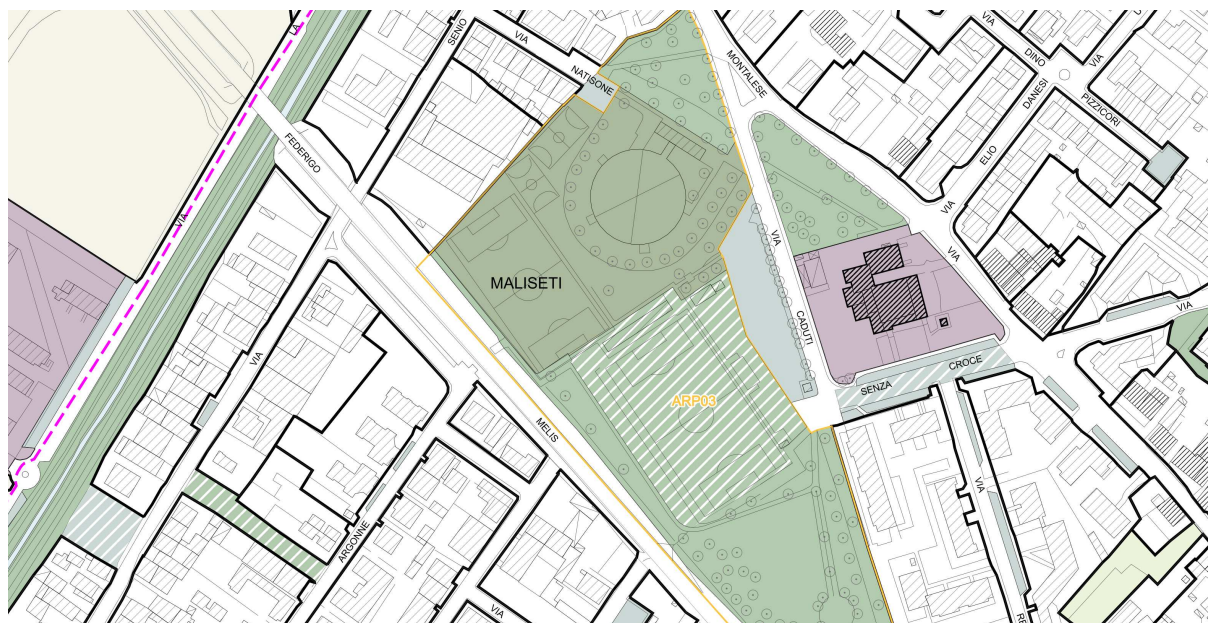 LA
VIA
SENIO
VIA
NATISONE
MONTALESE
VIA
DINO
VIA
PIZZICORI
DANESI
ELIO
FEDERIGO
VIA
VIA
VIA
MALISETI
CADUTI
SENZA
CROCE
VIA
VIA
ARP03
MELIS
VIA
ARGONNE
VIA
RE